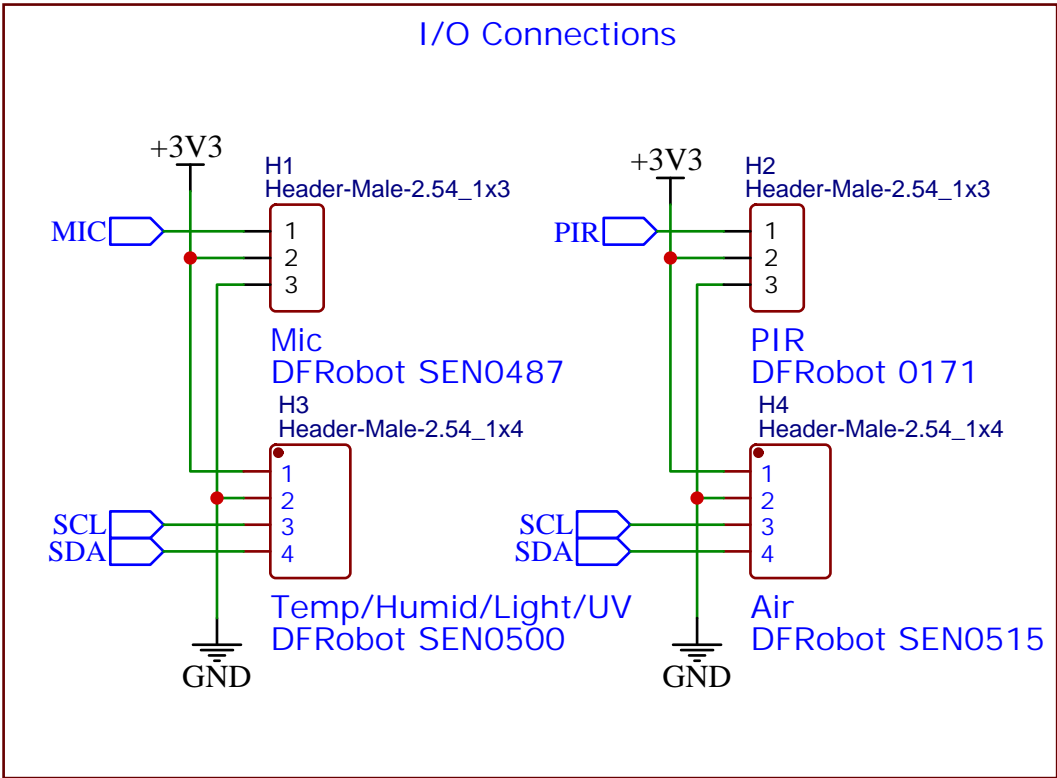 I/O Connections
+3V3
H1
Header-Male-2.54_1x3
MIC
1
2
3
Mic
DFRobot SEN0487
H3
Header-Male-2.54_1x4
1
2
SCL
3
SDA
4
Temp/Humid/Light/UV
DFRobot SEN0500
GND
+3V3
H2
Header-Male-2.54_1x3
PIR
1
2
3
PIR
DFRobot 0171
H4
Header-Male-2.54_1x4
1
2
SCL
3
SDA
4
Air
DFRobot SEN0515
GND